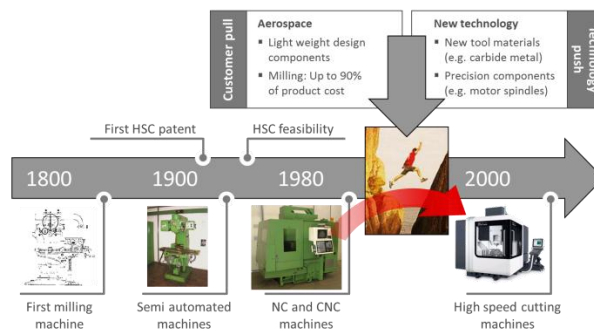 Customer pull
Aerospace
▪ Light weight design
components
▪ Milling: Up to 90%
of product cost
New technology
▪ New tool materials
(e.g. carbide metal)
▪ Precision components
(e.g. motor spindles)
Technology
push
First HSC patent
HSC feasibility
1800
1900
1980
2000
First milling
machine
Semi automated
machines
NC and CNC
machines
High speed cutting
machines